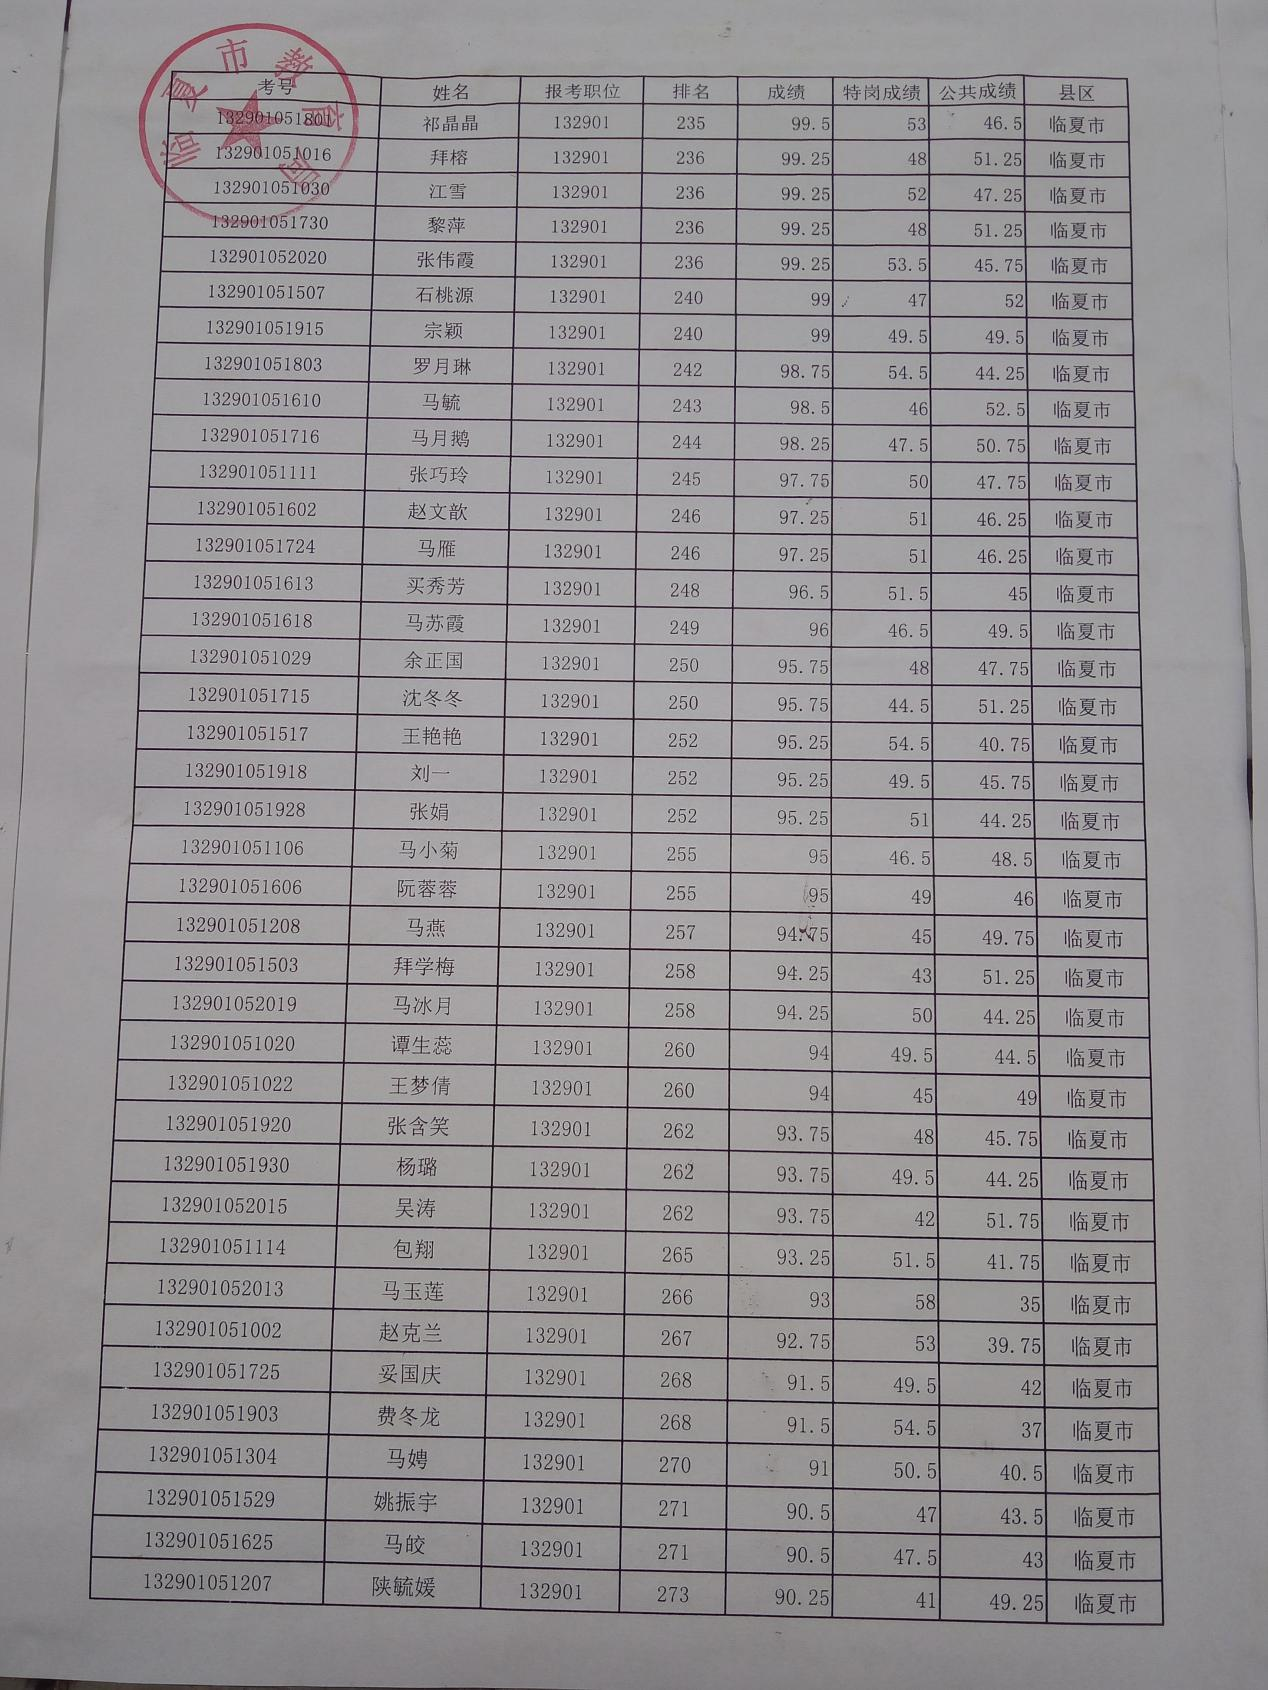 临夏市教育局
考号 姓名 报考职位 排名 成绩 特岗成绩 公共成绩 县区
132901051801 祁晶晶 132901 235 99.5 53 46.5 临夏市
132901051016 拜榕 132901 236 99.25 48 51.25 临夏市
132901051030 江雪 132901 236 99.25 52 47.25 临夏市
132901051730 黎萍 132901 236 99.25 48 51.25 临夏市
132901052020 张伟霞 132901 236 99.25 53.5 45.75 临夏市
132901051507 石桃源 132901 240 99 47 52 临夏市
132901051915 宗颖 132901 240 99 49.5 49.5 临夏市
132901051803 罗月琳 132901 242 98.75 54.5 44.25 临夏市
132901051610 马毓 132901 243 98.5 46 52.5 临夏市
132901051716 马月鹅 132901 244 98.25 47.5 50.75 临夏市
132901051111 张巧玲 132901 245 97.75 50 47.75 临夏市
132901051602 赵文歆 132901 246 97.25 51 46.25 临夏市
132901051724 马雁 132901 246 97.25 51 46.25 临夏市
132901051613 买秀芳 132901 248 96.5 51.5 45 临夏市
132901051618 马苏霞 132901 249 96 46.5 49.5 临夏市
132901051029 余正国 132901 250 95.75 48 47.75 临夏市
132901051715 沈冬冬 132901 250 95.75 44.5 51.25 临夏市
132901051517 王艳艳 132901 252 95.25 54.5 40.75 临夏市
132901051918 刘一 132901 252 95.25 49.5 45.75 临夏市
132901051928 张娟 132901 252 95.25 51 44.25 临夏市
132901051106 马小菊 132901 255 95 46.5 48.5 临夏市
132901051606 阮蓉蓉 132901 255 95 49 46 临夏市
132901051208 马燕 132901 257 94.75 45 49.75 临夏市
132901051503 拜学梅 132901 258 94.25 43 51.25 临夏市
132901052019 马冰月 132901 258 94.25 50 44.25 临夏市
132901051020 谭生蕊 132901 260 94 49.5 44.5 临夏市
132901051022 王梦倩 132901 260 94 45 49 临夏市
132901051920 张含笑 132901 262 93.75 48 45.75 临夏市
132901051930 杨璐 132901 262 93.75 49.5 44.25 临夏市
132901052015 吴涛 132901 262 93.75 42 51.75 临夏市
132901051114 包翔 132901 265 93.25 51.5 41.75 临夏市
132901052013 马玉莲 132901 266 93 58 35 临夏市
132901051002 赵克兰 132901 267 92.75 53 39.75 临夏市
132901051725 妥国庆 132901 268 91.5 49.5 42 临夏市
132901051903 费冬龙 132901 268 91.5 54.5 37 临夏市
132901051304 马娉 132901 270 91 50.5 40.5 临夏市
132901051529 姚振宇 132901 271 90.5 47 43.5 临夏市
132901051625 马皎 132901 271 90.5 47.5 43 临夏市
132901051207 陕毓媛 132901 273 90.25 41 49.25 临夏市